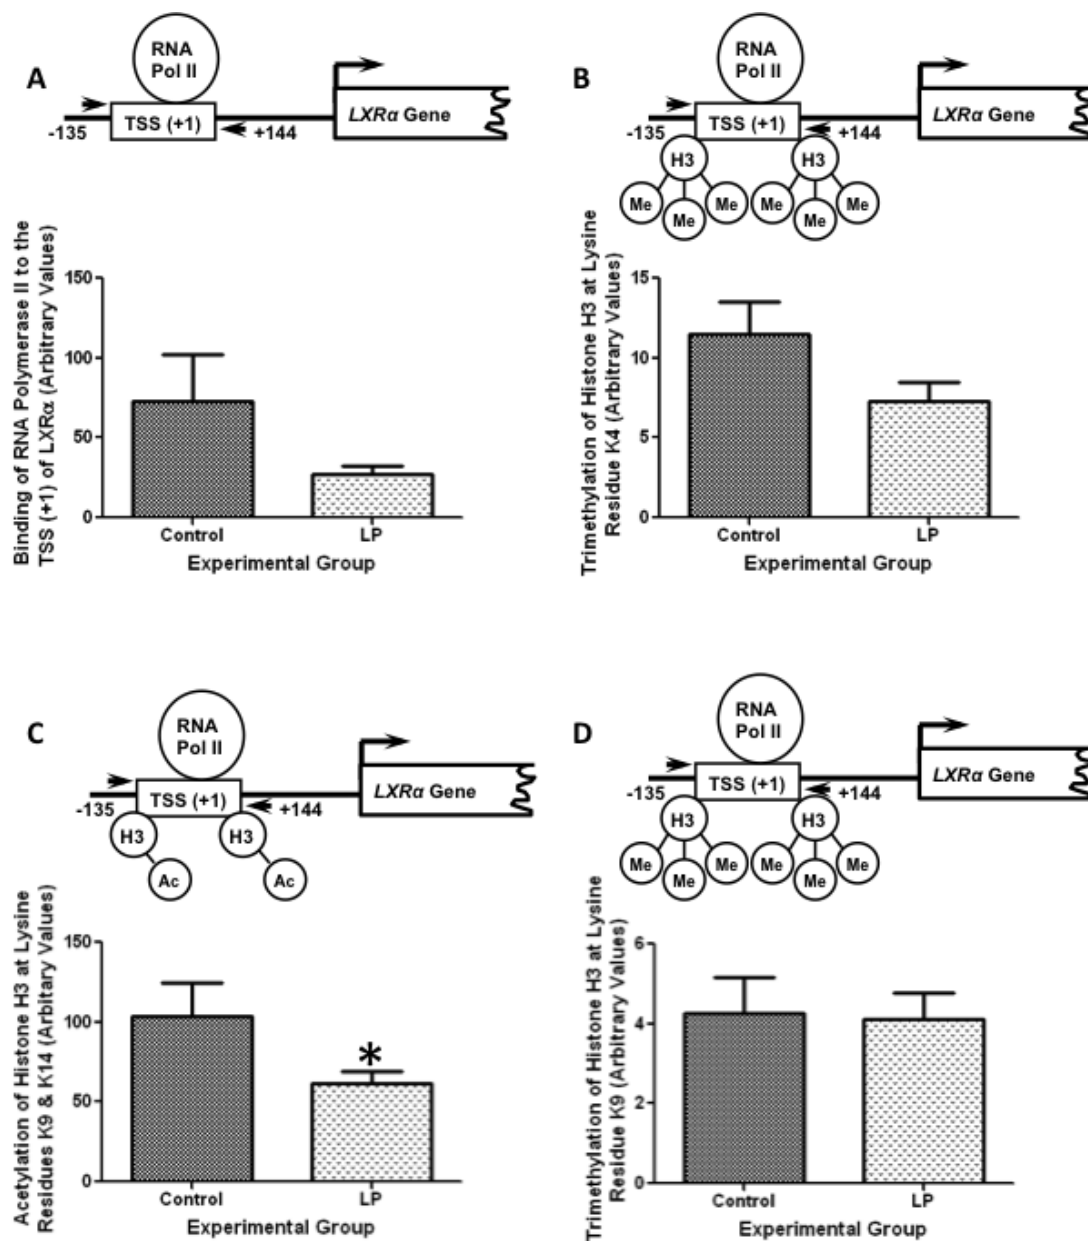 A
RNA
Pol II
TSS (+1)
LXRα Gene
-135
+144
Binding of RNA Polymerase II to the
TSS (+1) of LXRα (Arbitrary Values)
150
100
50
0
Control
LP
Experimental Group
B
RNA
Pol II
TSS (+1)
LXRα Gene
-135
+144
H3
H3
Me
Me
Me
Me
Me
Me
Trimethylation of Histone H3 at Lysine
Residue K4 (Arbitrary Values)
15
10
5
0
Control
LP
Experimental Group
C
RNA
Pol II
TSS (+1)
LXRα Gene
-135
+144
H3
H3
Ac
Ac
Acetylation of Histone H3 at Lysine
Residues K9 & K14 (Arbitary Values)
150
100
50
0
*
Control
LP
Experimental Group
D
RNA
Pol II
TSS (+1)
LXRα Gene
-135
+144
H3
H3
Me
Me
Me
Me
Me
Me
Trimethylation of Histone H3 at Lysine
Residue K9 (Arbitrary Values)
6
4
2
0
Control
LP
Experimental Group